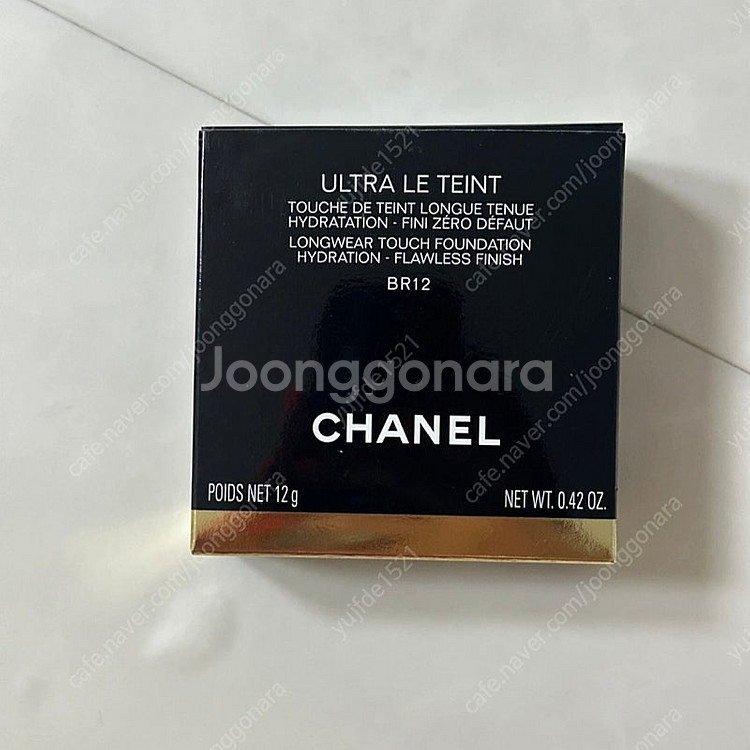 ULTRA LE TEINT
TOUCHE DE TEINT LONGUE TENUE
HYDRATATION - FINI ZÉRO DÉFAUT
LONGWEAR TOUCH FOUNDATION
HYDRATION - FLAWLESS FINISH
BR12
Joonggonara
CHANEL
POIDS NET 12 g
NET WT. 0.42 OZ.
cafe.naver.com/joonggonara
yujfde1521